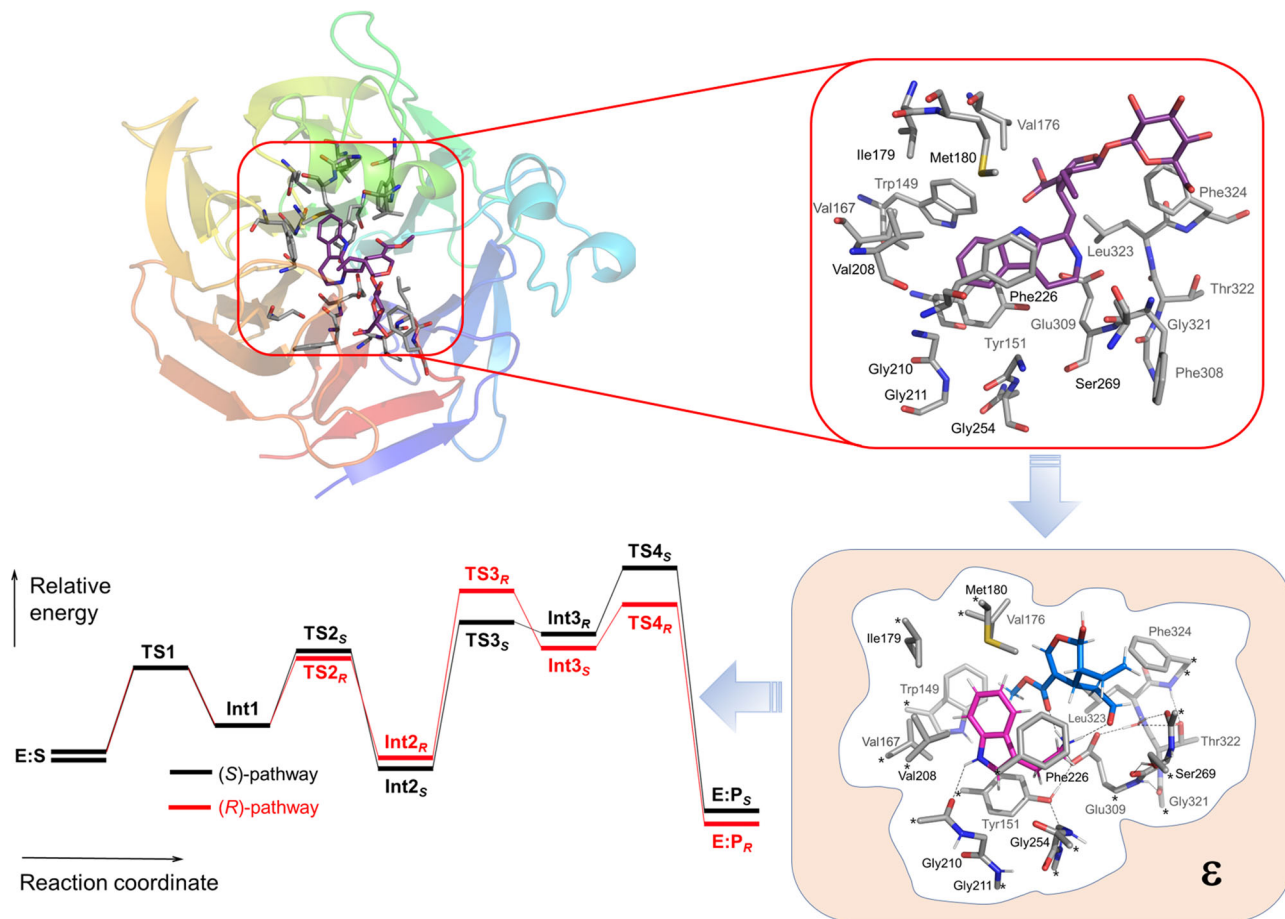 Val176
Ile179
Met180
Trp149
Phe324
Val167
Leu323
Val208
Phe226
Glu309
Thr322
Tyr151
Gly321
Gly210
Ser269
Phe308
Gly211
Gly254
Relative
energy
TS1
Int1
E:S
TS2S
TS2R
Int2R
Int2S
TS3R
TS3S
Int3R
Int3S
TS4S
TS4R
E:PS
E:PR
(S)-pathway
(R)-pathway
Reaction coordinate
Met180
Val176
Ile179
Phe324
Trp149
Leu323
Val167
Thr322
Val208
Phe226
Ser269
Glu309
Gly321
Tyr151
Gly254
Gly210
Gly211
ε